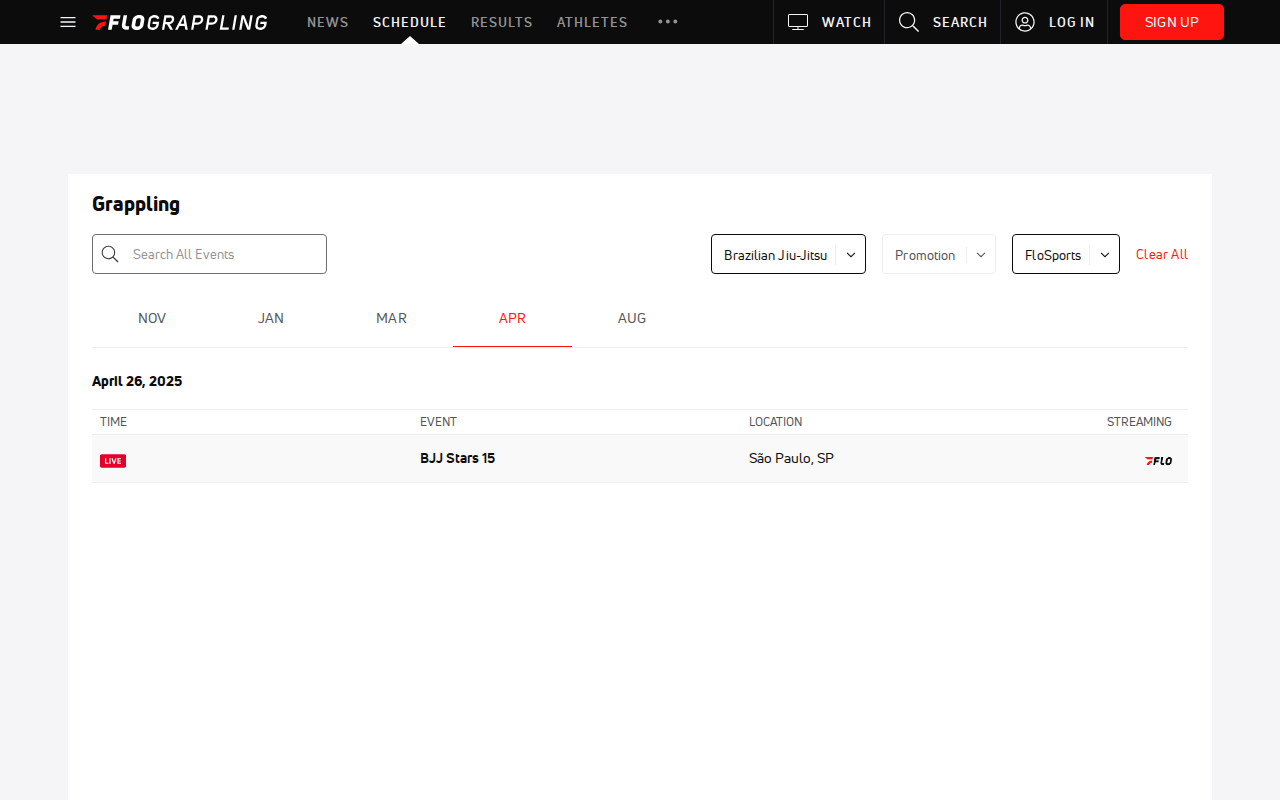 FLOGRAPPLING NEWS SCHEDULE RESULTS ATHLETES WATCH SEARCH LOG IN SIGN UP
Grappling
Search All Events Brazilian Jiu-Jitsu Promotion FloSports Clear All
NOV JAN MAR APR AUG
April 26, 2025
TIME EVENT LOCATION STREAMING
LIVE BJJ Stars 15 São Paulo, SP FLO